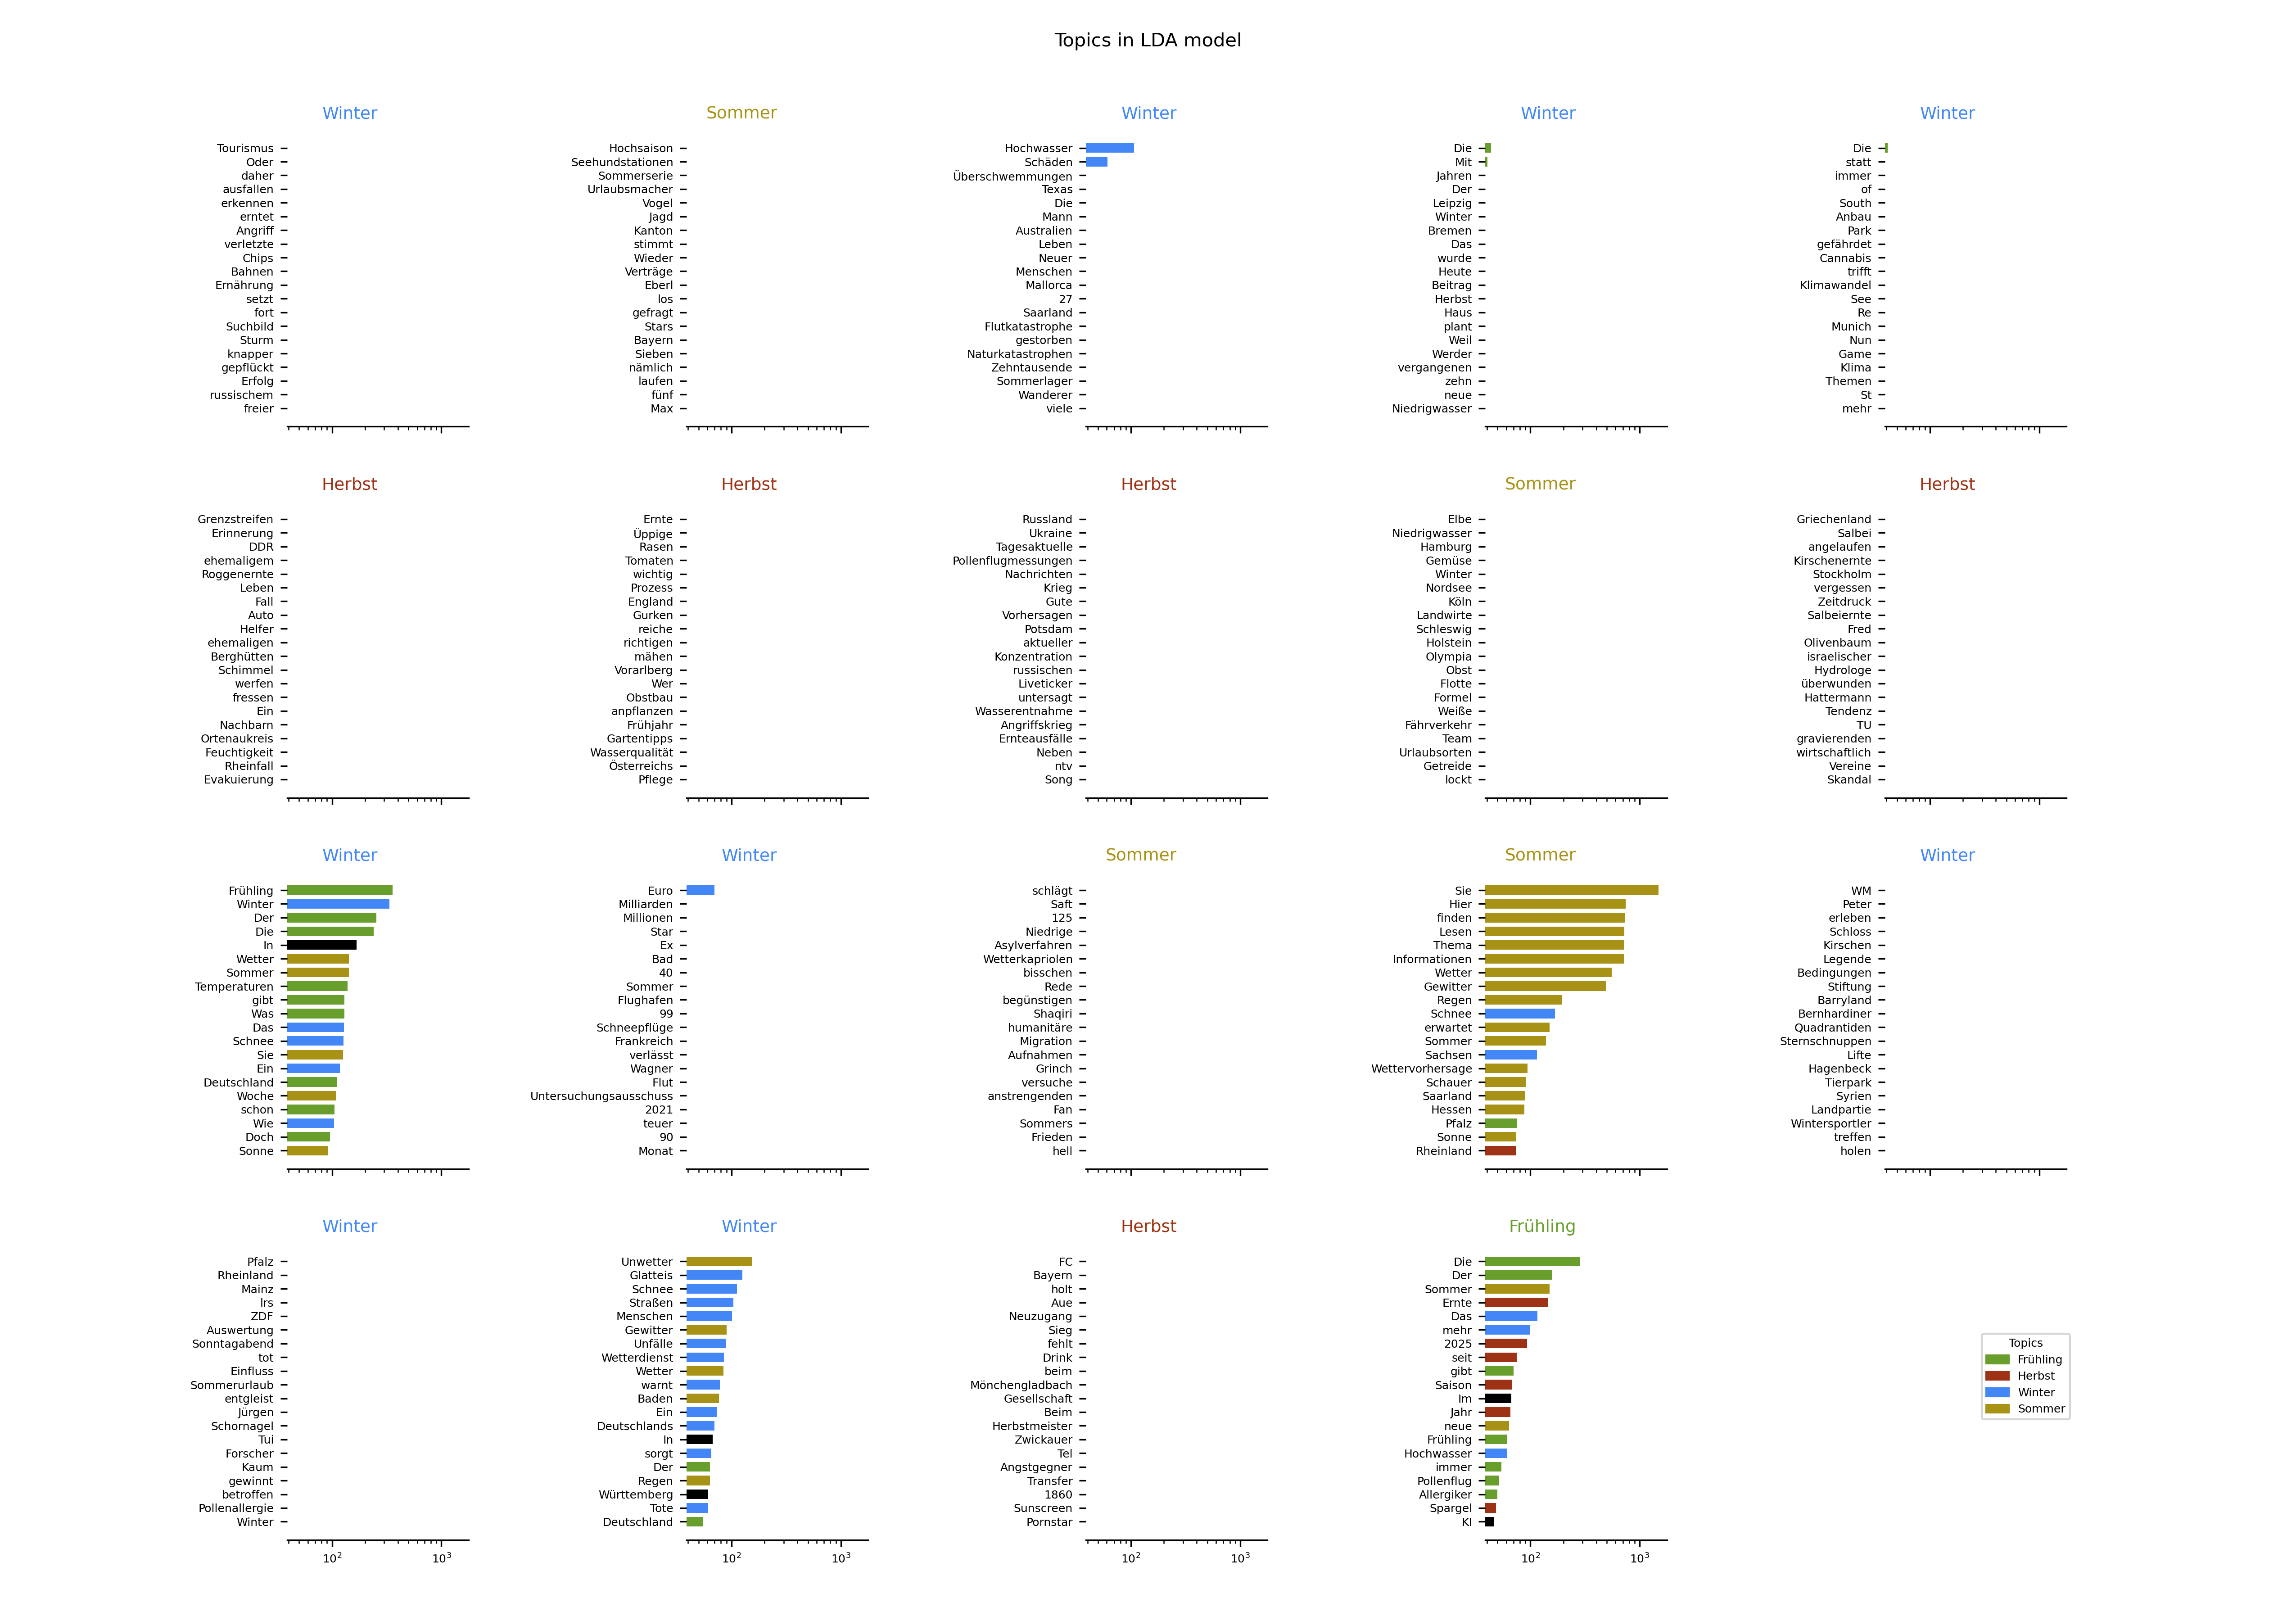 Topics in LDA model
Winter
Tourismus
Oder
daher
ausfallen
erkennen
erntet
Angriff
verletzte
Chips
Bahnen
Ernährung
setzt
fort
Suchbild
Sturm
knapper
gepflückt
Erfolg
russischem
freier
Sommer
Hochsaison
Seehundstationen
Sommerserie
Urlaubsmacher
Vogel
Jagd
Kanton
stimmt
Wieder
Verträge
Eberl
los
gefragt
Stars
Bayern
Sieben
nämlich
laufen
fünf
Max
Winter
Hochwasser
Schäden
Überschwemmungen
Texas
Die
Mann
Australien
Leben
Neuer
Menschen
Mallorca
27
Saarland
Flutkatastrophe
gestorben
Naturkatastrophen
Zehntausende
Sommerlager
Wanderer
viele
Winter
Die
Mit
Jahren
Der
Leipzig
Winter
Bremen
Das
wurde
Heute
Beitrag
Herbst
Haus
plant
Weil
Werder
vergangenen
zehn
neue
Niedrigwasser
Winter
Die
statt
immer
of
South
Anbau
Park
gefährdet
Cannabis
trifft
Klimawandel
See
Re
Munich
Nun
Game
Klima
Themen
St
mehr
Herbst
Grenzstreifen
Erinnerung
DDR
ehemaligem
Roggenernte
Leben
Fall
Auto
Helfer
ehemaligen
Berghütten
Schimmel
werfen
fressen
Ein
Nachbarn
Ortenaukreis
Feuchtigkeit
Rheinfall
Evakuierung
Herbst
Ernte
Üppige
Rasen
Tomaten
wichtig
Prozess
England
Gurken
reiche
richtigen
mähen
Vorarlberg
Wer
Obstbau
anpflanzen
Frühjahr
Gartentipps
Wasserqualität
Österreichs
Pflege
Herbst
Russland
Ukraine
Tagesaktuelle
Pollenflugmessungen
Nachrichten
Krieg
Gute
Vorhersagen
Potsdam
aktueller
Konzentration
russischen
Liveticker
untersagt
Wasserentnahme
Angriffskrieg
Ernteausfälle
Neben
ntv
Song
Sommer
Elbe
Niedrigwasser
Hamburg
Gemüse
Winter
Nordsee
Köln
Landwirte
Schleswig
Holstein
Olympia
Obst
Flotte
Formel
Weiße
Fährverkehr
Team
Urlaubsorten
Getreide
lockt
Herbst
Griechenland
Salbei
angelaufen
Kirschenernte
Stockholm
vergessen
Zeitdruck
Salbeiernte
Fred
Olivenbaum
israelischer
Hydrologe
überwunden
Hattermann
Tendenz
TU
gravierenden
wirtschaftlich
Vereine
Skandal
Winter
Frühling
Winter
Der
Die
In
Wetter
Sommer
Temperaturen
gibt
Was
Das
Schnee
Sie
Ein
Deutschland
Woche
schon
Wie
Doch
Sonne
Winter
Euro
Milliarden
Millionen
Star
Ex
Bad
40
Sommer
Flughafen
99
Schneepflüge
Frankreich
verlässt
Wagner
Flut
Untersuchungsausschuss
2021
teuer
90
Monat
Sommer
schlägt
Saft
125
Niedrige
Asylverfahren
Wetterkapriolen
bisschen
Rede
begünstigen
Shaqiri
humanitäre
Migration
Aufnahmen
Grinch
versuche
anstrengenden
Fan
Sommers
Frieden
hell
Sommer
Sie
Hier
finden
Lesen
Thema
Informationen
Wetter
Gewitter
Regen
Schnee
erwartet
Sommer
Sachsen
Wettervorhersage
Schauer
Saarland
Hessen
Pfalz
Sonne
Rheinland
Winter
WM
Peter
erleben
Schloss
Kirschen
Legende
Bedingungen
Stiftung
Barryland
Bernhardiner
Quadrantiden
Sternschnuppen
Lifte
Hagenbeck
Tierpark
Syrien
Landpartie
Wintersportler
treffen
holen
Winter
Pfalz
Rheinland
Mainz
lrs
ZDF
Auswertung
Sonntagabend
tot
Einfluss
Sommerurlaub
entgleist
Jürgen
Schornagel
Tui
Forscher
Kaum
gewinnt
betroffen
Pollenallergie
Winter
10²
10³
Winter
Unwetter
Glatteis
Schnee
Straßen
Menschen
Gewitter
Unfälle
Wetterdienst
Wetter
warnt
Baden
Ein
Deutschlands
In
sorgt
Der
Regen
Württemberg
Tote
Deutschland
10²
10³
Herbst
FC
Bayern
holt
Aue
Neuzugang
Sieg
fehlt
Drink
beim
Mönchengladbach
Gesellschaft
Beim
Herbstmeister
Zwickauer
Tel
Angstgegner
Transfer
1860
Sunscreen
Pornstar
10²
10³
Frühling
Die
Der
Sommer
Ernte
Das
mehr
2025
seit
gibt
Saison
Im
Jahr
neue
Frühling
Hochwasser
immer
Pollenflug
Allergiker
Spargel
KI
10²
10³
Topics
Frühling
Herbst
Winter
Sommer